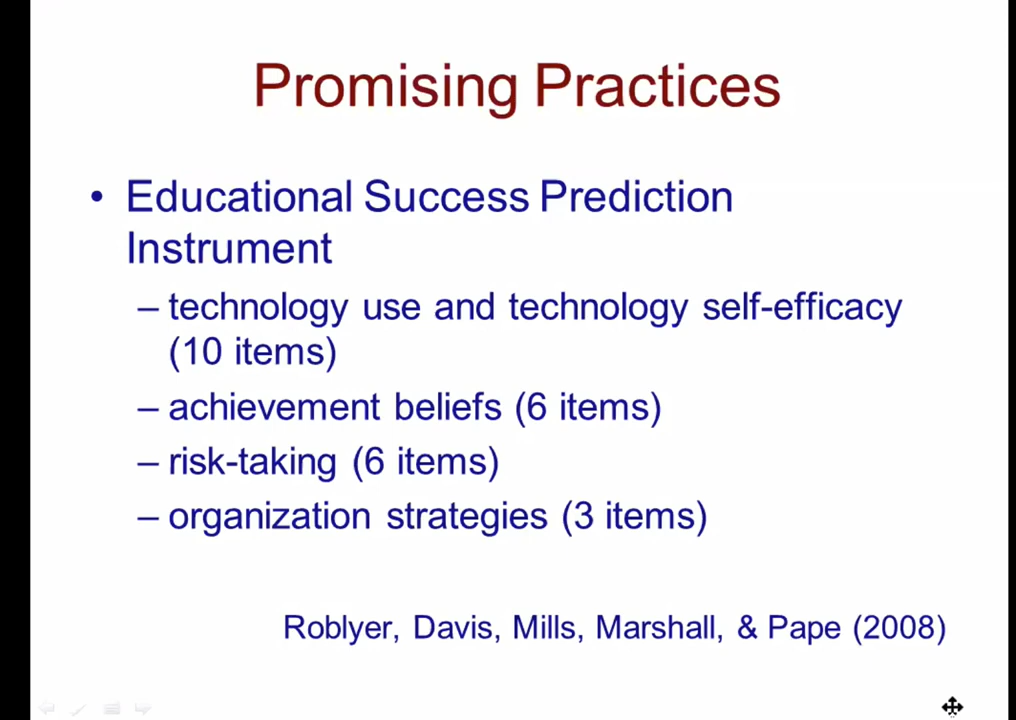 Promising Practices
• Educational Success Prediction
Instrument
– technology use and technology self-efficacy
(10 items)
– achievement beliefs (6 items)
– risk-taking (6 items)
– organization strategies (3 items)
Roblyer, Davis, Mills, Marshall, & Pape (2008)